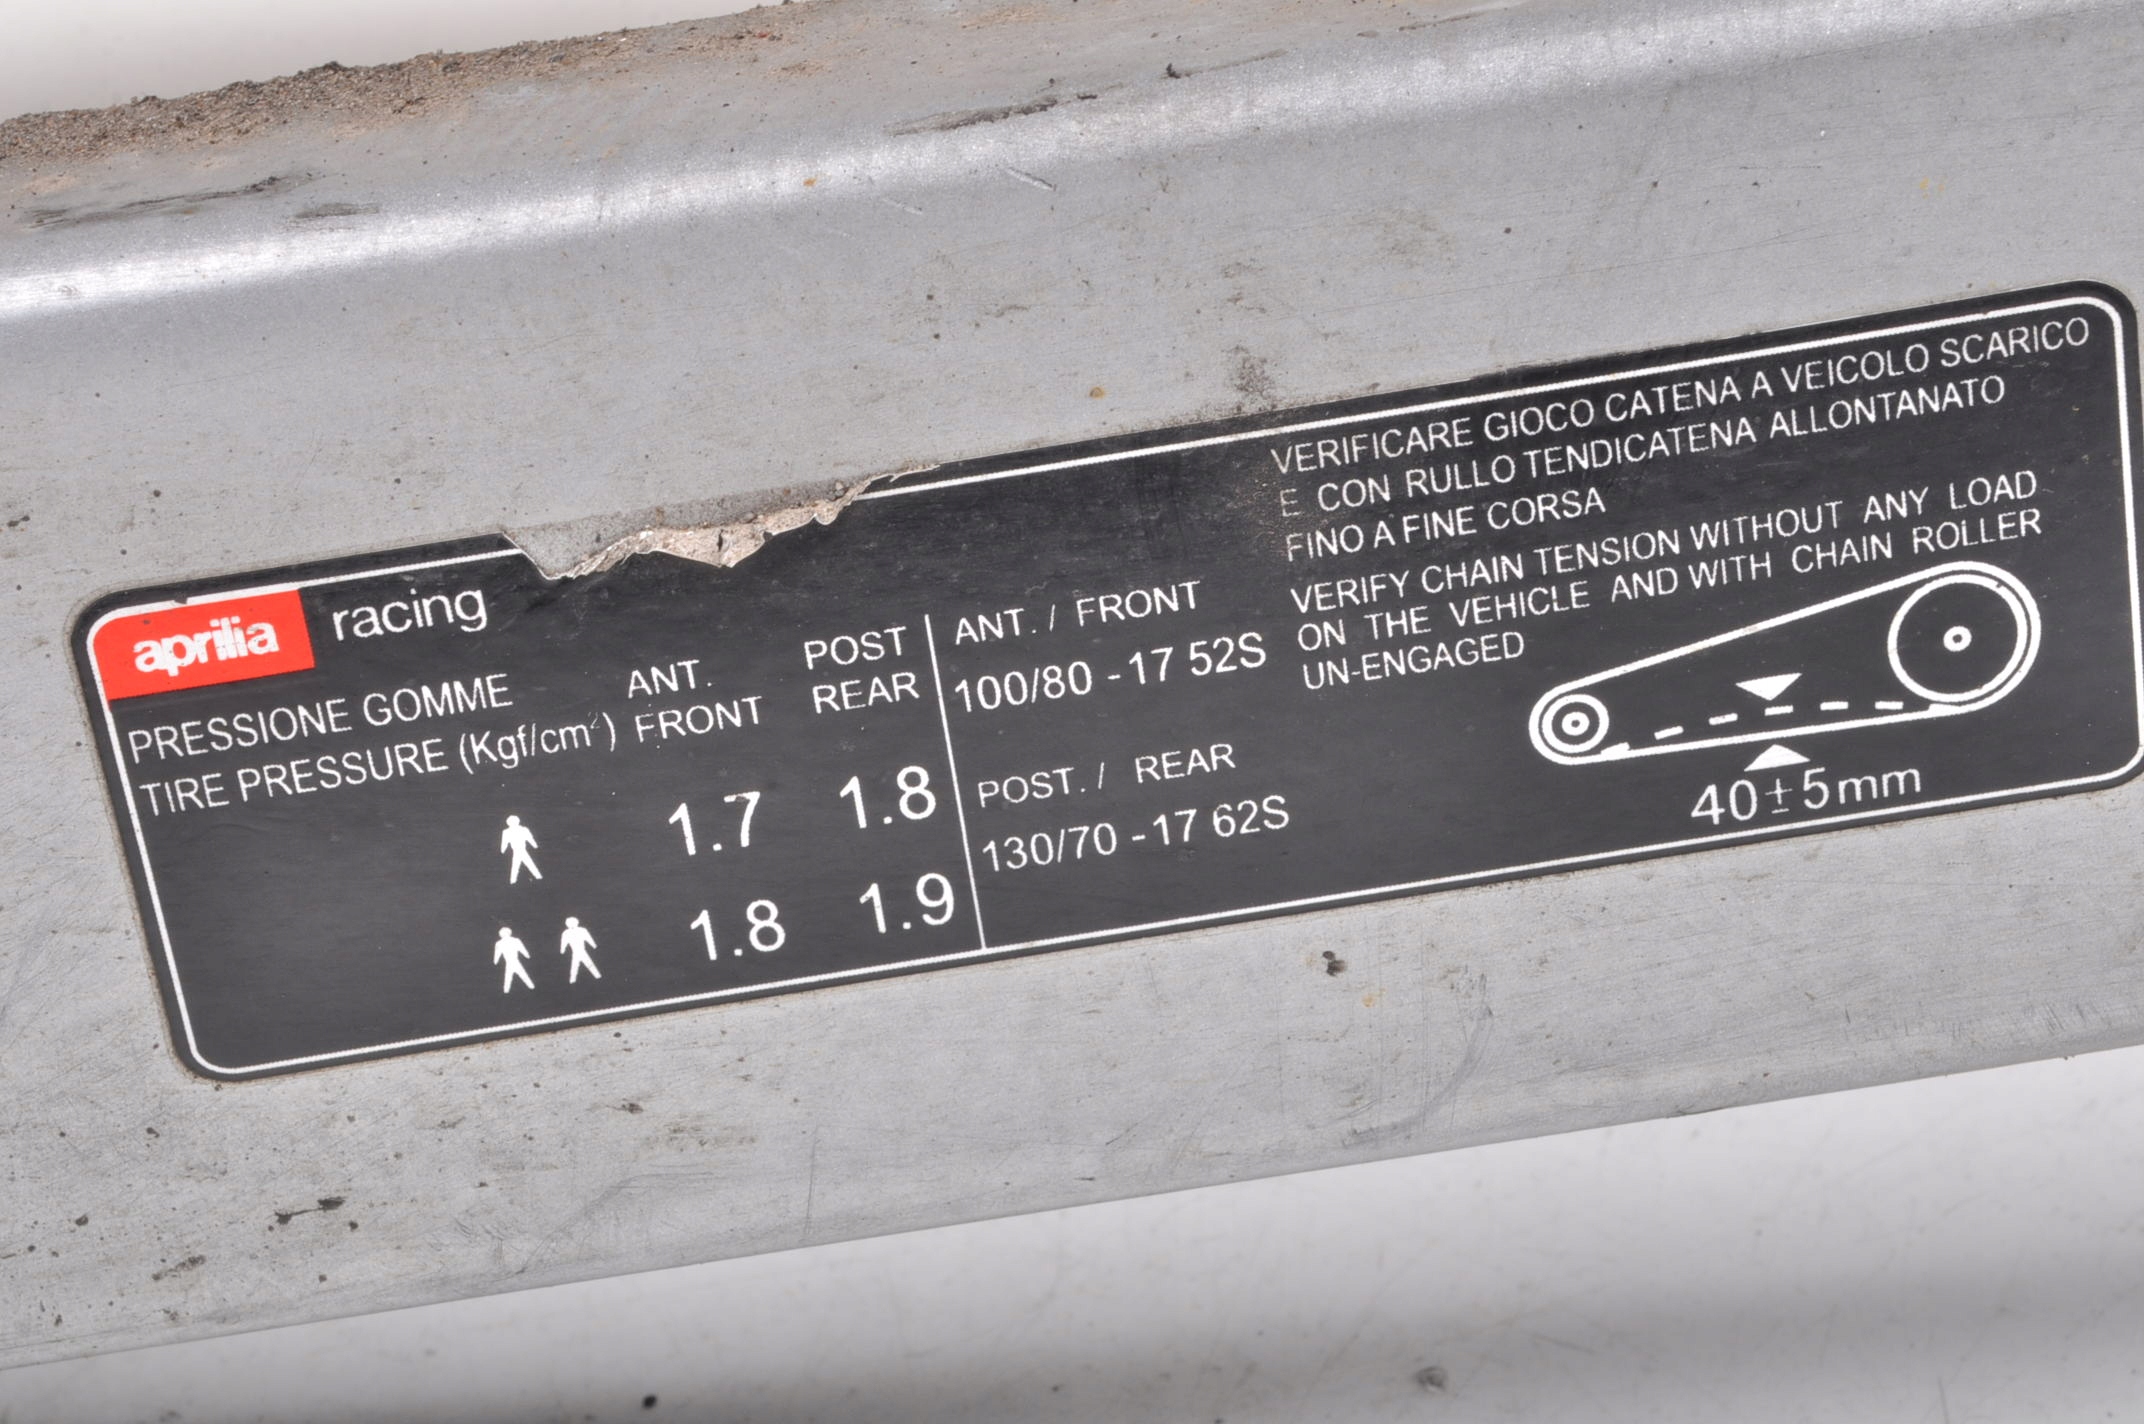 aprilia racing
PRESSIONE GOMME
TIRE PRESSURE (Kgf/cm²)
ANT.
FRONT
POST
REAR
1.7 1.8
1.8 1.9
ANT. / FRONT
100/80 - 17 52S
POST. / REAR
130/70 - 17 62S
VERIFICARE GIOCO CATENA A VEICOLO SCARICO
E CON RULLO TENDICATENA ALLONTANATO
FINO A FINE CORSA
VERIFY CHAIN TENSION WITHOUT ANY LOAD
ON THE VEHICLE AND WITH CHAIN ROLLER
UN-ENGAGED
40±5mm